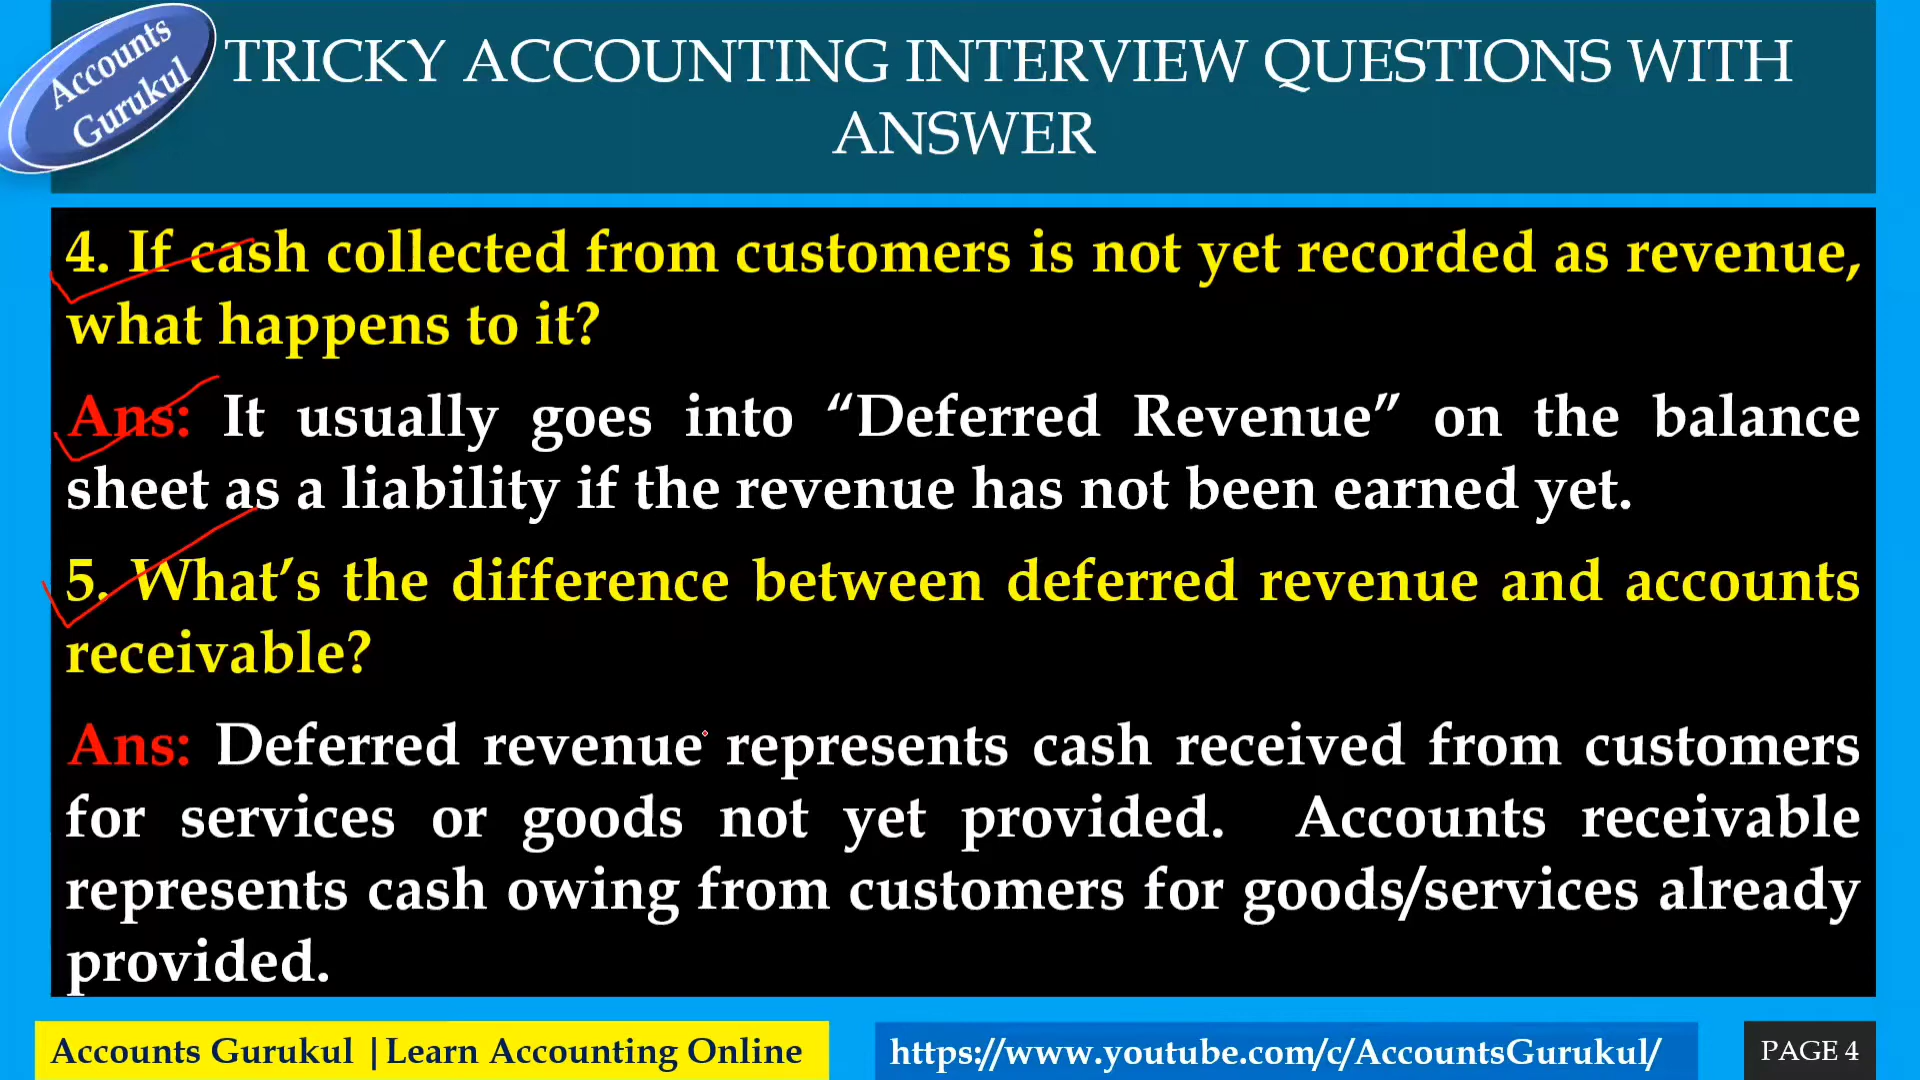 Accounts
Gurukul
TRICKY ACCOUNTING INTERVIEW QUESTIONS WITH
ANSWER
4. If cash collected from customers is not yet recorded as revenue,
what happens to it?
Ans: It usually goes into “Deferred Revenue” on the balance
sheet as a liability if the revenue has not been earned yet.
5. What’s the difference between deferred revenue and accounts
receivable?
Ans: Deferred revenue represents cash received from customers
for services or goods not yet provided. Accounts receivable
represents cash owing from customers for goods/services already
provided.
Accounts Gurukul | Learn Accounting Online
https://www.youtube.com/c/AccountsGurukul/
PAGE 4